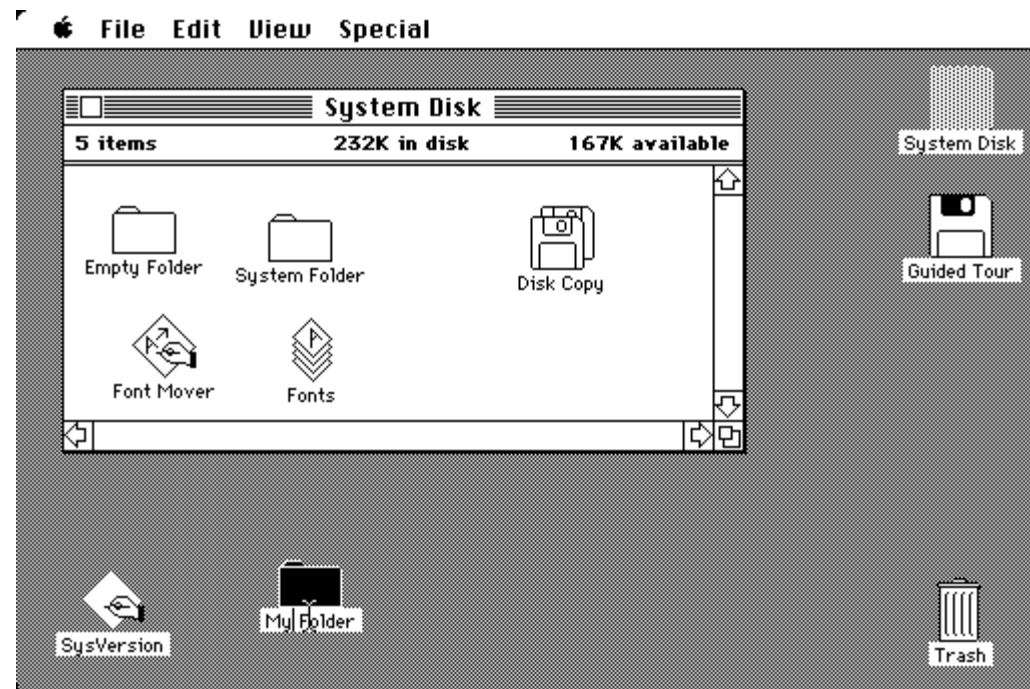 File Edit View Special
System Disk
5 items 232K in disk 167K available
Empty Folder System Folder Disk Copy
Font Mover Fonts
System Disk
Guided Tour
SysVersion
My Folder
Trash